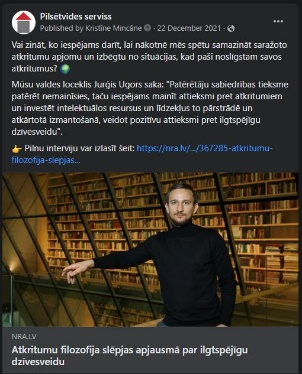 Pilsētvides serviss
Published by Kristīne Mincāne · 22 December 2021 ·
Vai zināt, ko iespējams darīt, lai nākotnē mēs spētu samazināt saražoto
atkritumu apjomu un izbēgtu no situācijas, kad paši noslīgstam savos
atkritumos?
Mūsu valdes loceklis Jurģis Ugors saka: "Patērētāju sabiedrības tieksme
patērēt nemainīsies, taču iespējams mainīt attieksmi pret atkritumiem
un investēt intelektuālos resursus un līdzekļus to pārstrādē un
atkārtotā izmantošanā, veidot pozitīvu attieksmi pret ilgtspējīgu
dzīvesveidu".
Pilnu interviju var izlasīt šeit: https://nra.lv/.../367285-atkritumu-
filozofija-slepjas...
NRA.LV
Atkritumu filozofija slēpjas apjausmā par ilgtspējīgu
dzīvesveidu